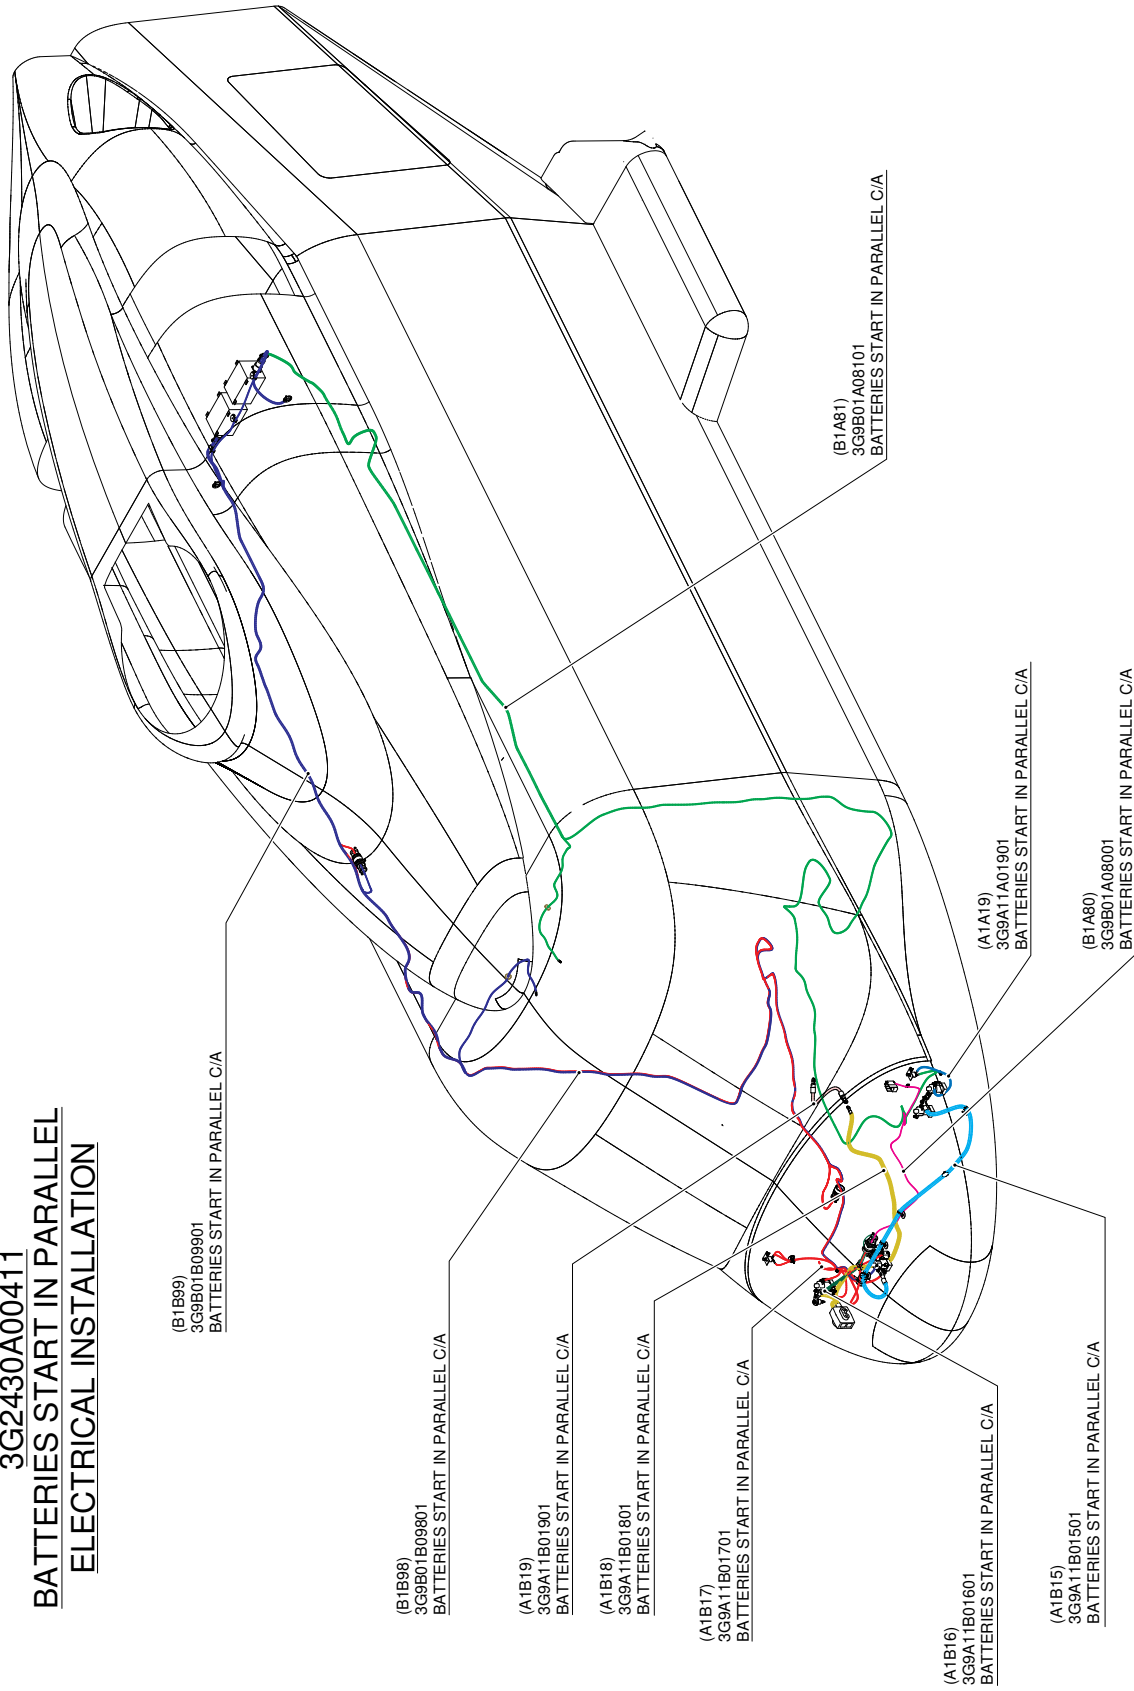 3G2430A00411
BATTERIES START IN PARALLEL
ELECTRICAL INSTALLATION
(B1B99)
3G9B01B09901
BATTERIES START IN PARALLEL C/A
(B1B98)
3G9B01B09801
BATTERIES START IN PARALLEL C/A
(A1B19)
3G9A11B01901
BATTERIES START IN PARALLEL C/A
(A1B18)
3G9A11B01801
BATTERIES START IN PARALLEL C/A
(A1B17)
3G9A11B01701
BATTERIES START IN PARALLEL C/A
(A1B16)
3G9A11B01601
BATTERIES START IN PARALLEL C/A
(A1B15)
3G9A11B01501
BATTERIES START IN PARALLEL C/A
(B1A81)
3G9B01A08101
BATTERIES START IN PARALLEL C/A
(A1A19)
3G9A11A01901
BATTERIES START IN PARALLEL C/A
(B1A80)
3G9B01A08001
BATTERIES START IN PARALLEL C/A